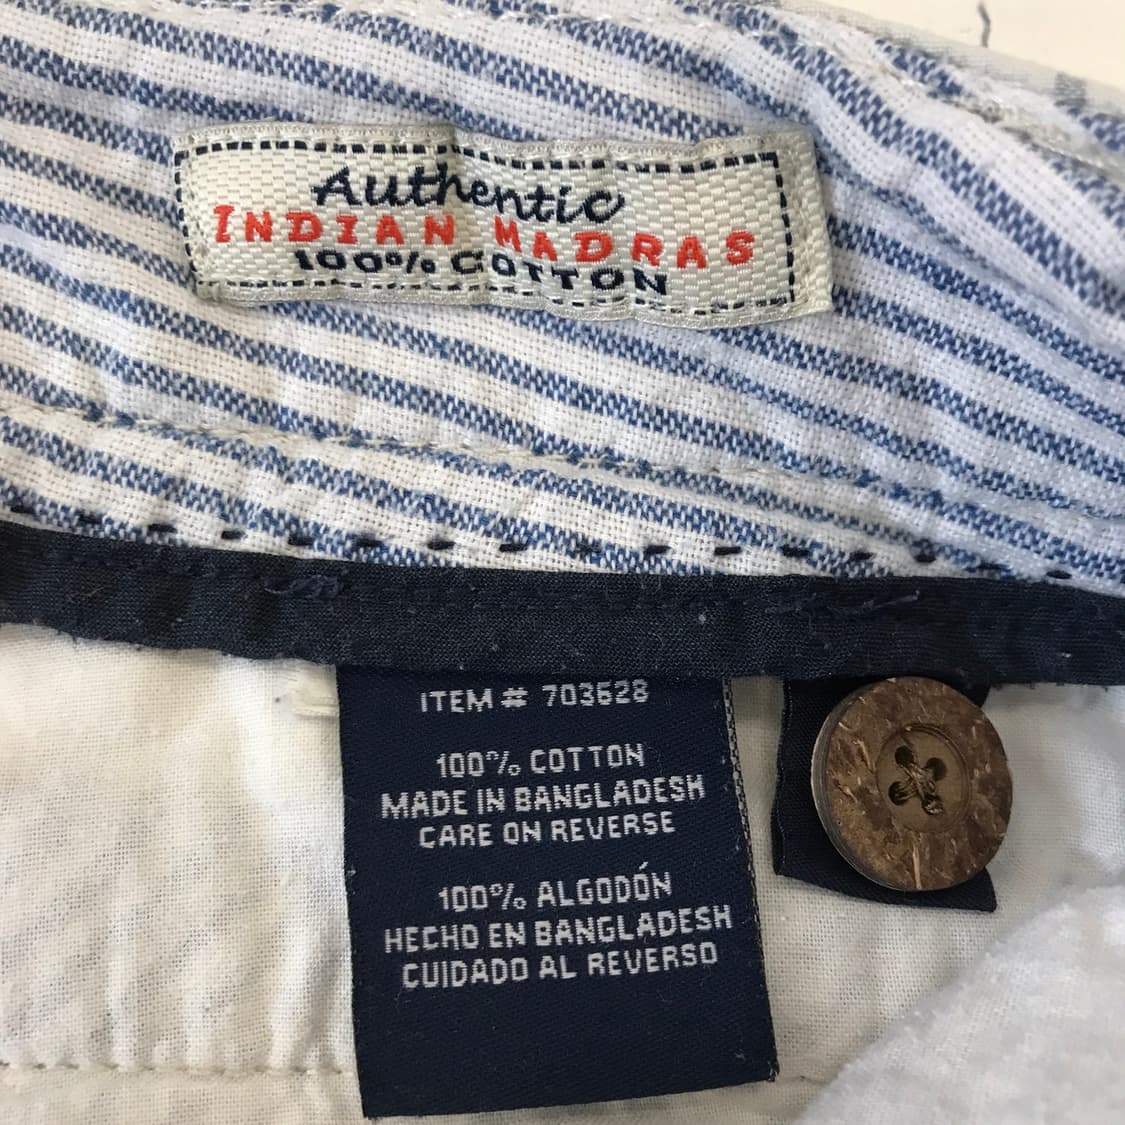 Authentic
INDIAN MADRAS
100% COTTON
ITEM # 703628
100% COTTON
MADE IN BANGLADESH
CARE ON REVERSE
100% ALGODÓN
HECHO EN BANGLADESH
CUIDADO AL REVERSO